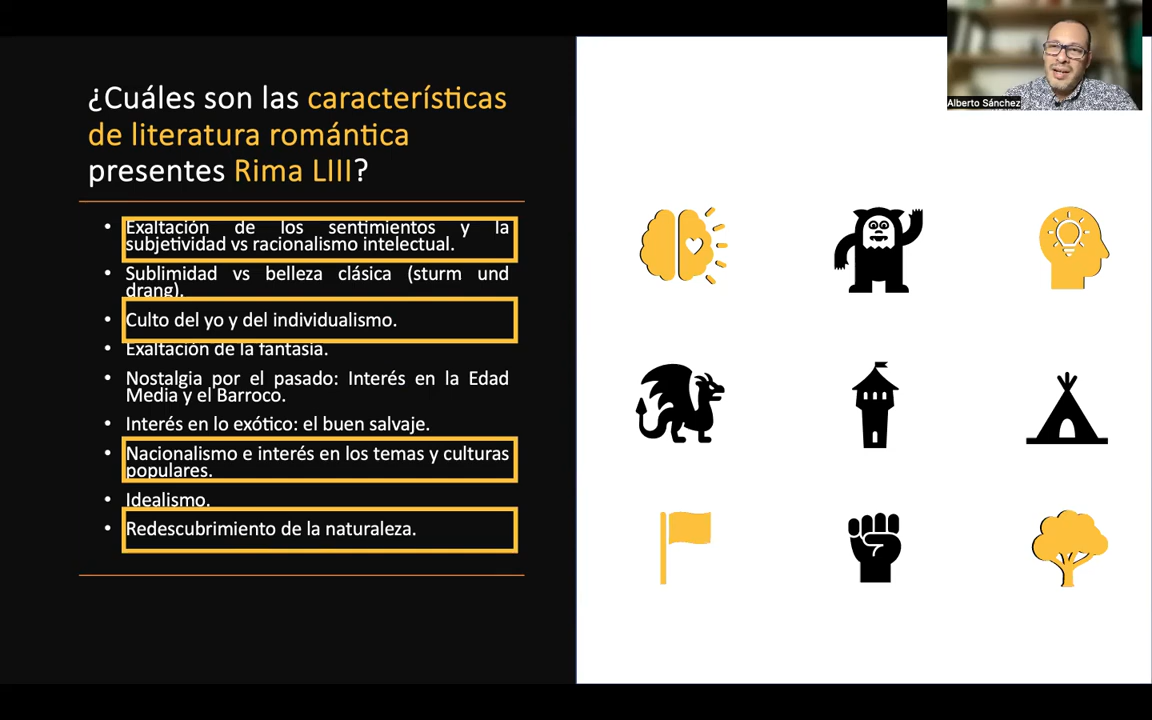 ¿Cuáles son las características
de literatura romántica
presentes Rima LIII?
• Exaltación de los sentimientos y la
subjetividad vs racionalismo intelectual.
• Sublimidad vs belleza clásica (sturm und
drang).
• Culto del yo y del individualismo.
• Exaltación de la fantasía.
• Nostalgia por el pasado: Interés en la Edad
Media y el Barroco.
• Interés en lo exótico: el buen salvaje.
• Nacionalismo e interés en los temas y culturas
populares.
• Idealismo.
• Redescubrimiento de la naturaleza.
Alberto Sánchez